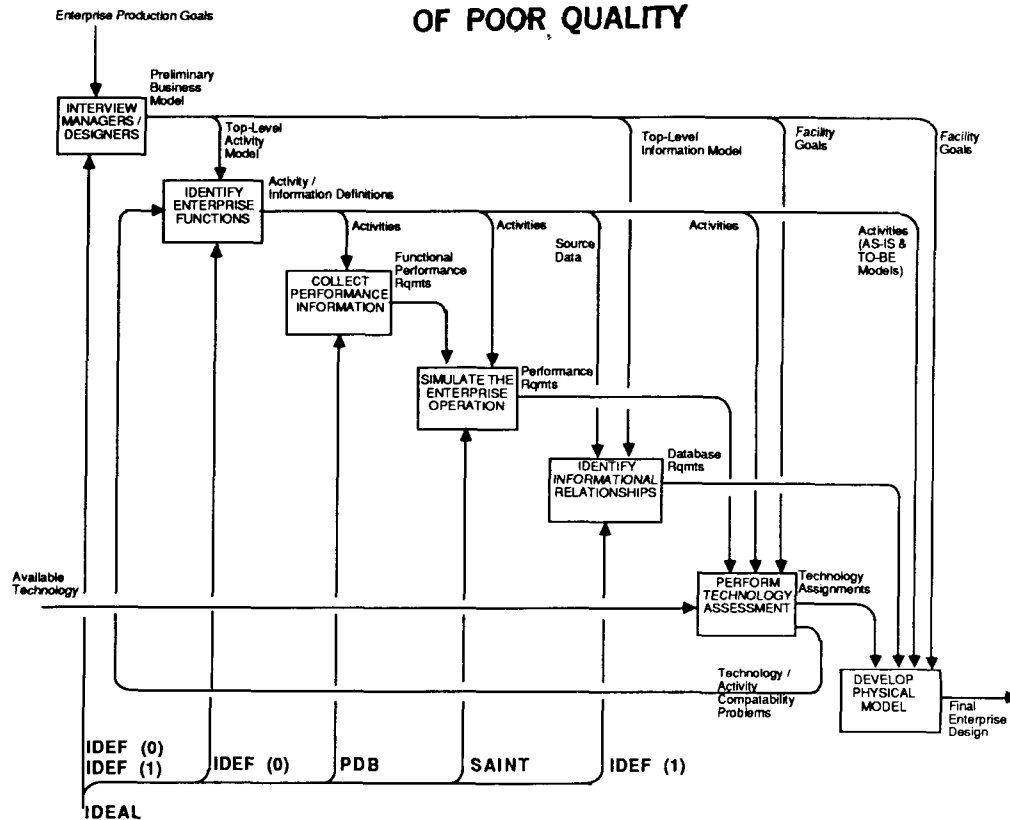 OF POOR QUALITY
Enterprise Production Goals
Preliminary
Business
Model
INTERVIEW
MANAGERS /
DESIGNERS
Top-Level
Activity
Model
Top-Level
Information Model
Facility
Goals
Facility
Goals
IDENTIFY
ENTERPRISE
FUNCTIONS
Activity /
Information Definitions
Activities
Activities
Source
Data
Activities
Activities
(AS-IS &
TO-BE
Models)
COLLECT
PERFORMANCE
INFORMATION
Functional
Performance
Rqmts
SIMULATE THE
ENTERPRISE
OPERATION
Performance
Rqmts
IDENTIFY
INFORMATIONAL
RELATIONSHIPS
Database
Rqmts
Available
Technology
PERFORM
TECHNOLOGY
ASSESSMENT
Technology
Assignments
Technology /
Activity
Compatability
Problems
DEVELOP
PHYSICAL
MODEL
Final
Enterprise
Design
IDEF (0)
IDEF (1)
IDEF (0)
PDB
SAINT
IDEF (1)
IDEAL